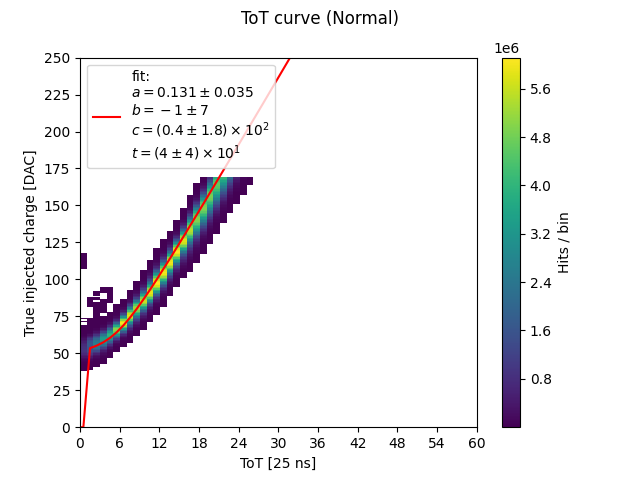 ToT curve (Normal)
1e6
fit:
a = 0.131 ± 0.035
b = −1 ± 7
c = (0.4 ± 1.8) × 10²
t = (4 ± 4) × 10¹
250
225
200
175
150
125
100
75
50
25
0
True injected charge [DAC]
0 6 12 18 24 30 36 42 48 54 60
ToT [25 ns]
5.6
4.8
4.0
3.2
2.4
1.6
0.8
Hits / bin